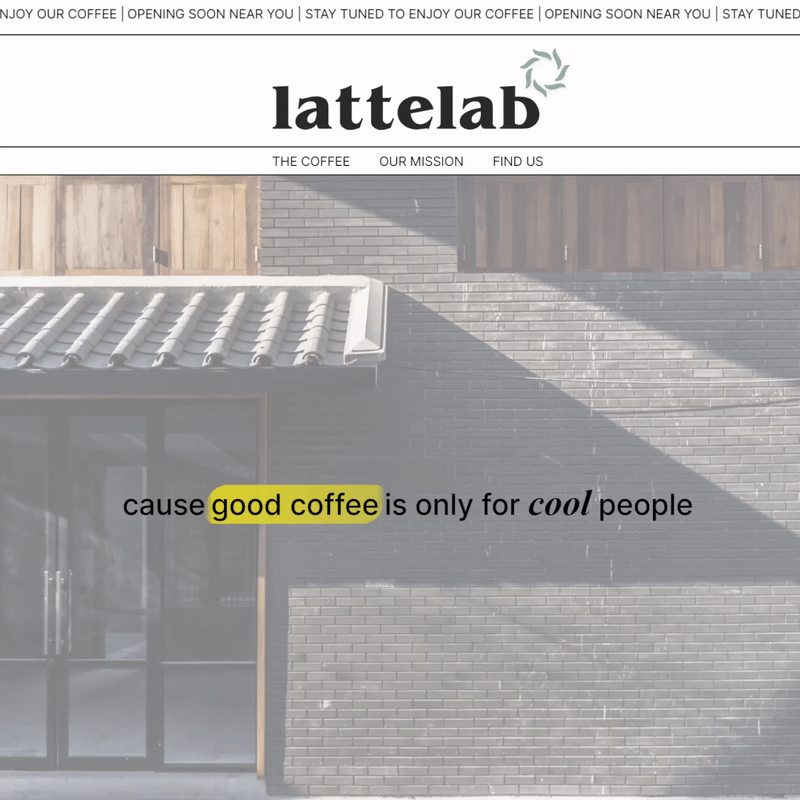 NJOY OUR COFFEE | OPENING SOON NEAR YOU | STAY TUNED TO ENJOY OUR COFFEE | OPENING SOON NEAR YOU | STAY TUNED
lattelab
THE COFFEE OUR MISSION FIND US
cause good coffee is only for cool people